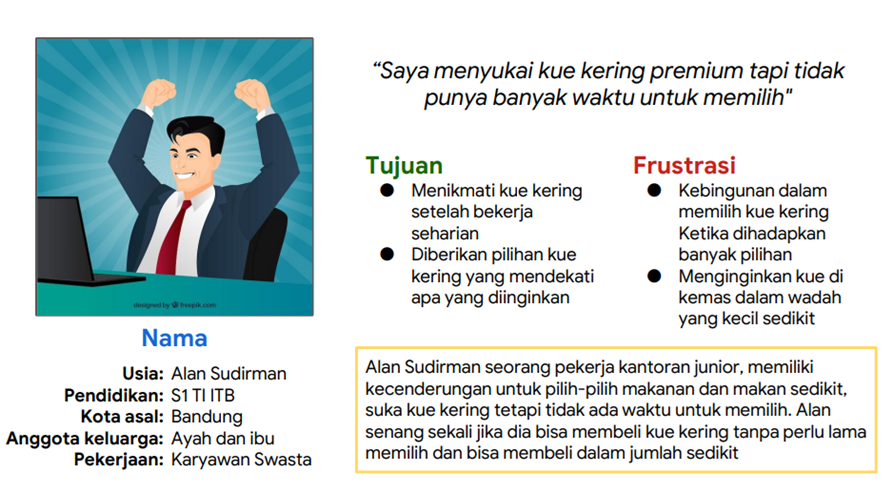 designed by freepik.com
Nama
Usia: Alan Sudirman
Pendidikan: S1 TI ITB
Kota asal: Bandung
Anggota keluarga: Ayah dan ibu
Pekerjaan: Karyawan Swasta
“Saya menyukai kue kering premium tapi tidak
punya banyak waktu untuk memilih"
Tujuan
● Menikmati kue kering
setelah bekerja
seharian
● Diberikan pilihan kue
kering yang mendekati
apa yang diinginkan
Frustrasi
● Kebingunan dalam
memilih kue kering
Ketika dihadapkan
banyak pilihan
● Menginginkan kue di
kemas dalam wadah
yang kecil sedikit
Alan Sudirman seorang pekerja kantoran junior, memiliki
kecenderungan untuk pilih-pilih makanan dan makan sedikit,
suka kue kering tetapi tidak ada waktu untuk memilih. Alan
senang sekali jika dia bisa membeli kue kering tanpa perlu lama
memilih dan bisa membeli dalam jumlah sedikit